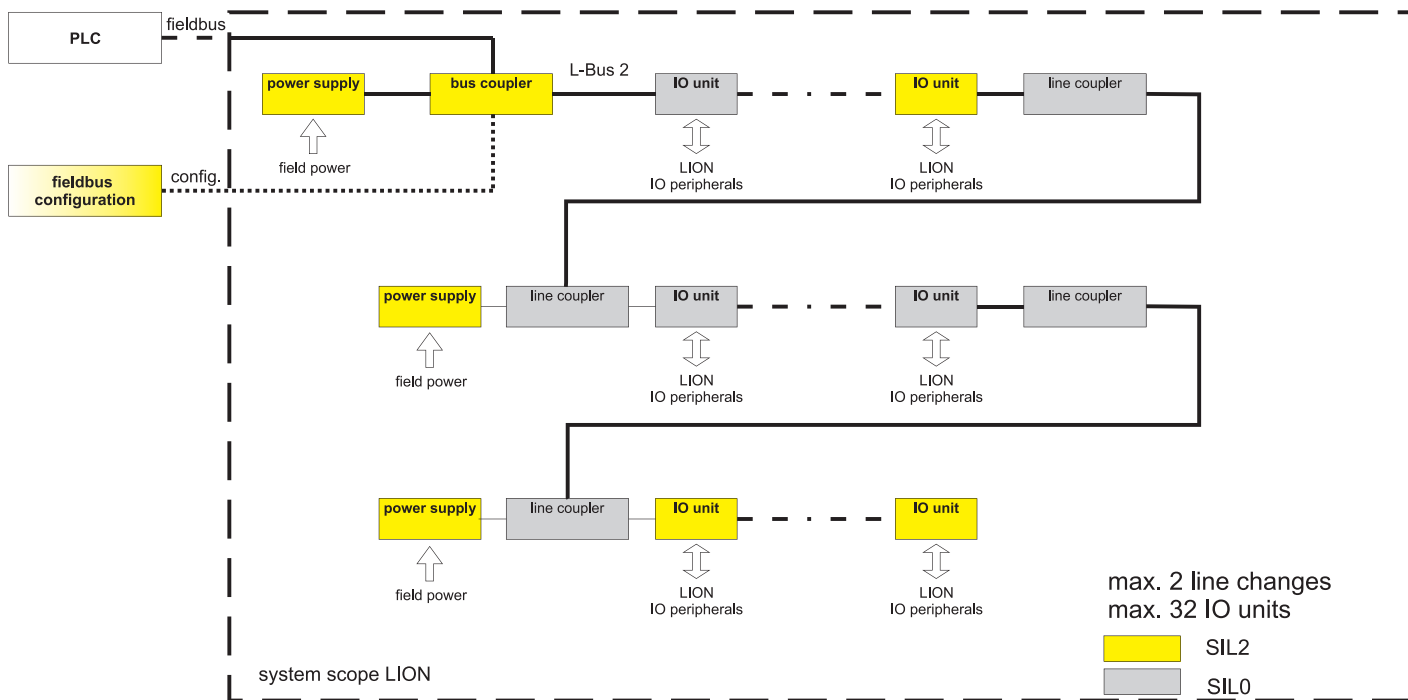 fieldbus
PLC
L-Bus 2
power supply
bus coupler
IO unit
IO unit
line coupler
field power
LION
IO peripherals
LION
IO peripherals
config.
fieldbus
configuration
power supply
line coupler
IO unit
IO unit
line coupler
field power
LION
IO peripherals
LION
IO peripherals
power supply
line coupler
IO unit
IO unit
field power
LION
IO peripherals
LION
IO peripherals
max. 2 line changes
max. 32 IO units
SIL2
SIL0
system scope LION